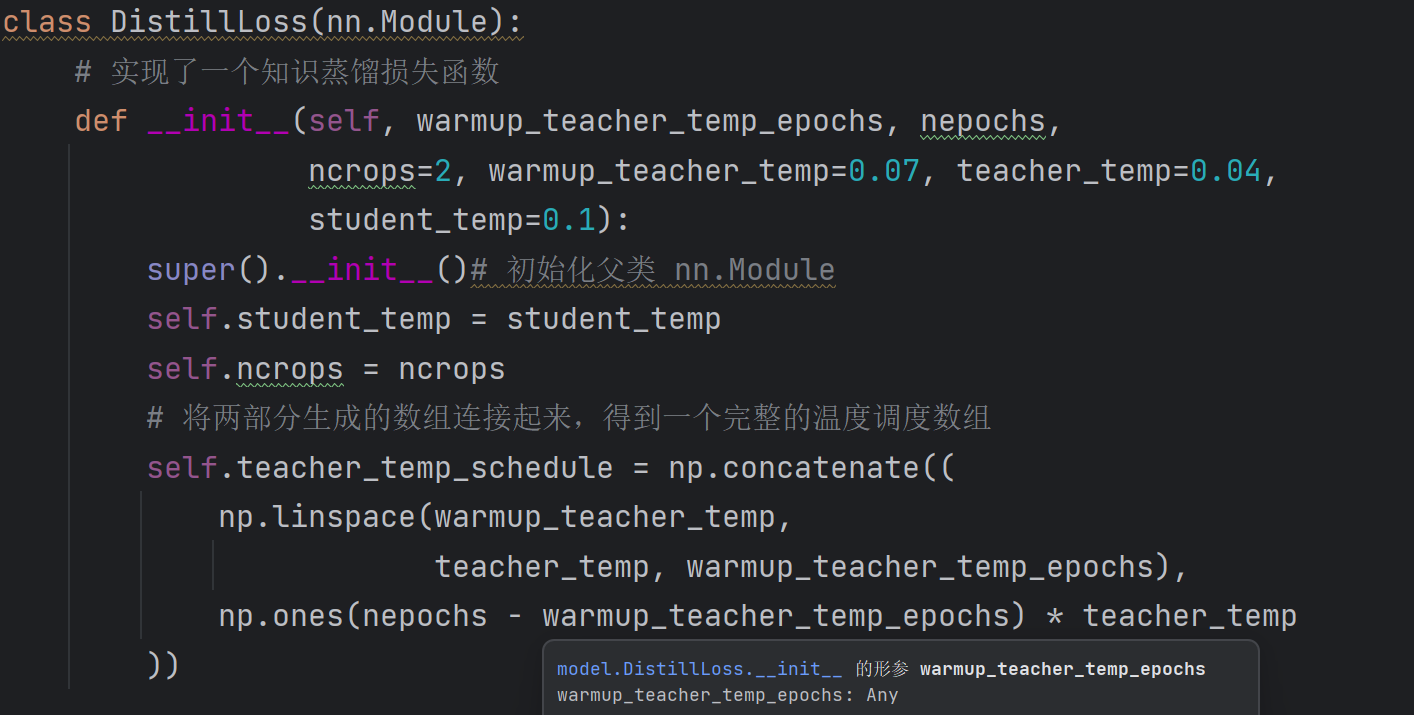 class DistillLoss(nn.Module):
# 实现了一个知识蒸馏损失函数
def __init__(self, warmup_teacher_temp_epochs, nepochs,
ncrops=2, warmup_teacher_temp=0.07, teacher_temp=0.04,
student_temp=0.1):
super().__init__()# 初始化父类 nn.Module
self.student_temp = student_temp
self.ncrops = ncrops
# 将两部分生成的数组连接起来，得到一个完整的温度调度数组
self.teacher_temp_schedule = np.concatenate((
np.linspace(warmup_teacher_temp,
teacher_temp, warmup_teacher_temp_epochs),
np.ones(nepochs - warmup_teacher_temp_epochs) * teacher_temp
))
model.DistillLoss.__init__ 的形参 warmup_teacher_temp_epochs
warmup_teacher_temp_epochs: Any